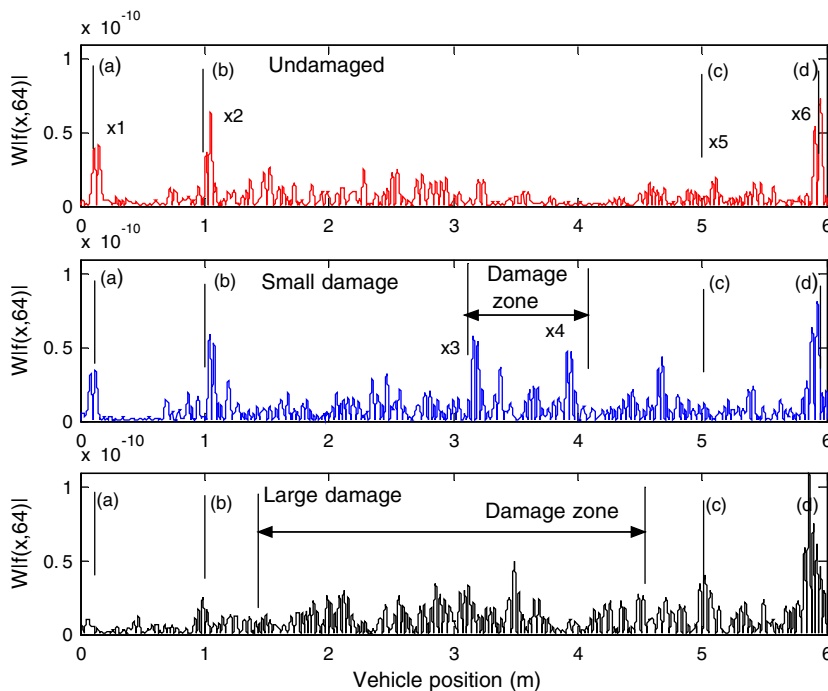 x 10^-10
1
0.5
0
Wlf(x,64)|
(a)
x1
(b)
x2
Undamaged
(c)
x5
(d)
x6
0 1 2 3 4 5 6
x 10^-10
1
0.5
0
Wlf(x,64)|
(a)
(b)
Small damage
Damage
zone
x3
x4
(c)
(d)
0 1 2 3 4 5 6
x 10^-10
1
0.5
0
Wlf(x,64)|
(a)
(b)
Large damage
Damage zone
(c)
(d)
0 1 2 3 4 5 6
Vehicle position (m)